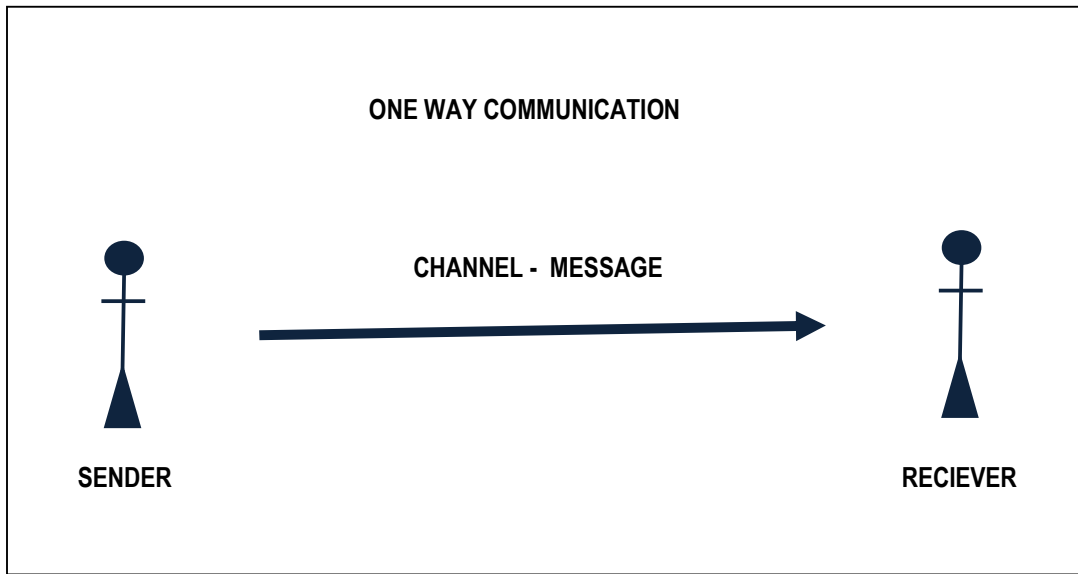 ONE WAY COMMUNICATION
CHANNEL - MESSAGE
SENDER
RECIEVER